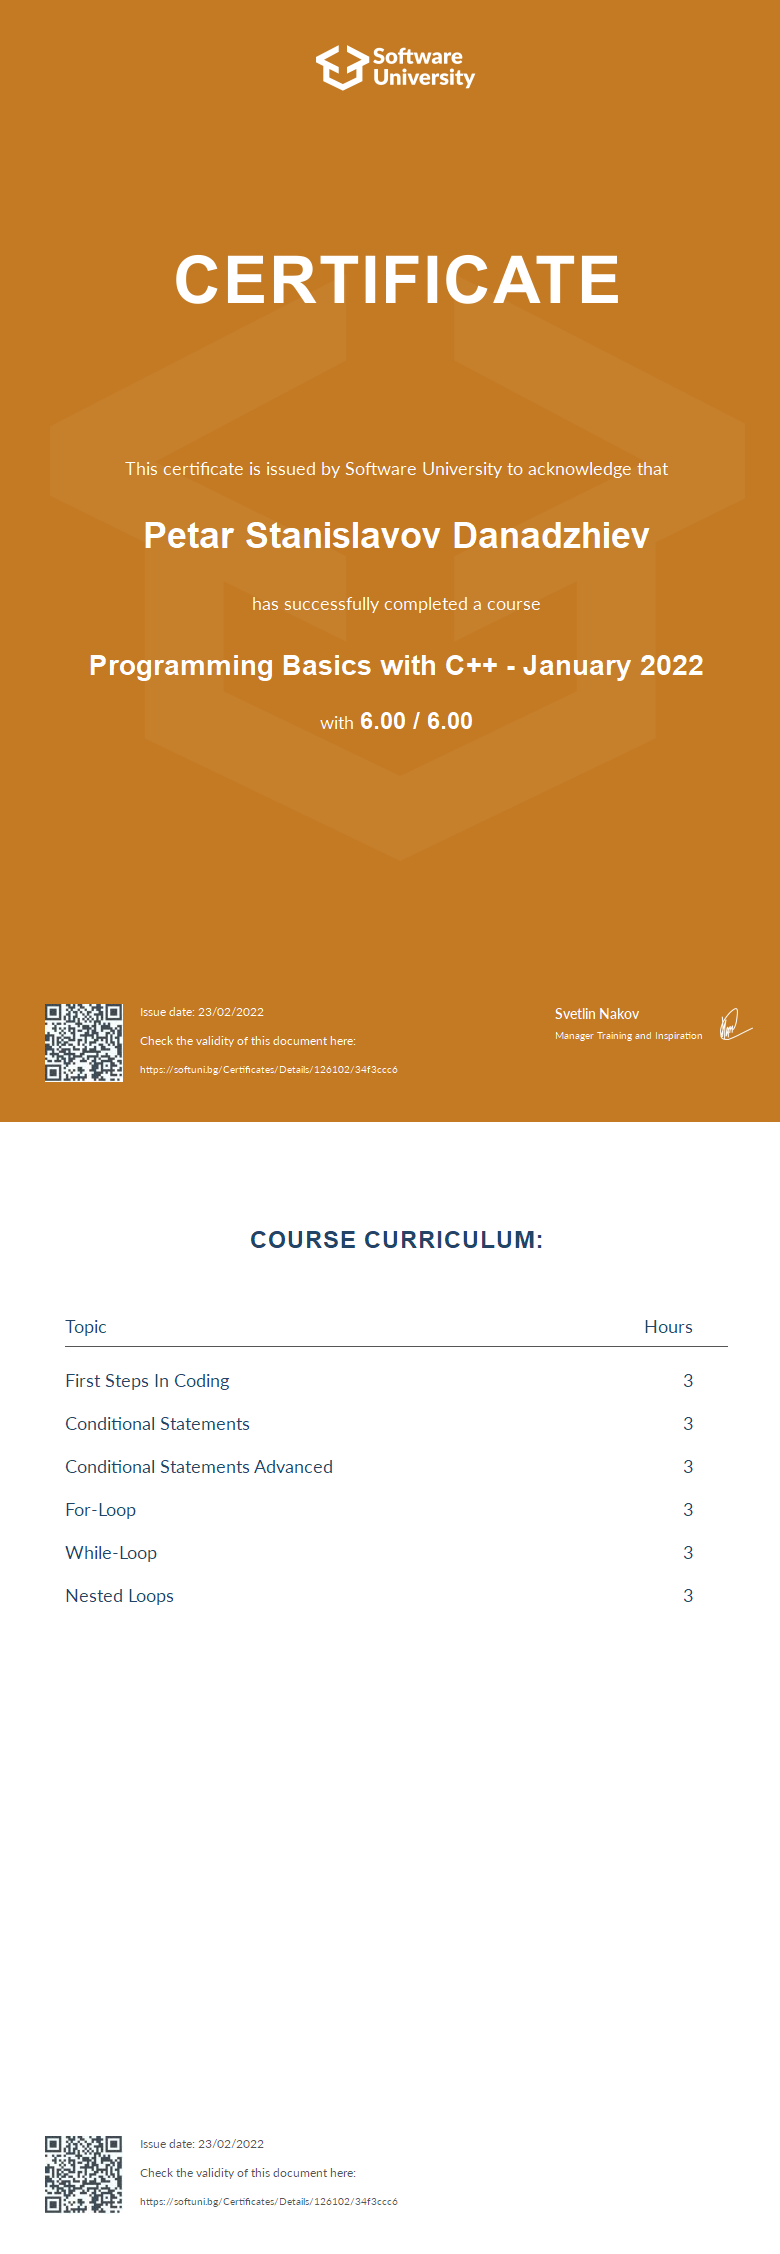 Software
University
CERTIFICATE
This certificate is issued by Software University to acknowledge that
Petar Stanislavov Danadzhiev
has successfully completed a course
Programming Basics with C++ - January 2022
with 6.00 / 6.00
Issue date: 23/02/2022
Check the validity of this document here:
https://softuni.bg/Certificates/Details/126102/34f3ccc6
Svetlin Nakov
Manager Training and Inspiration
COURSE CURRICULUM:
Topic Hours
First Steps In Coding 3
Conditional Statements 3
Conditional Statements Advanced 3
For-Loop 3
While-Loop 3
Nested Loops 3
Issue date: 23/02/2022
Check the validity of this document here:
https://softuni.bg/Certificates/Details/126102/34f3ccc6